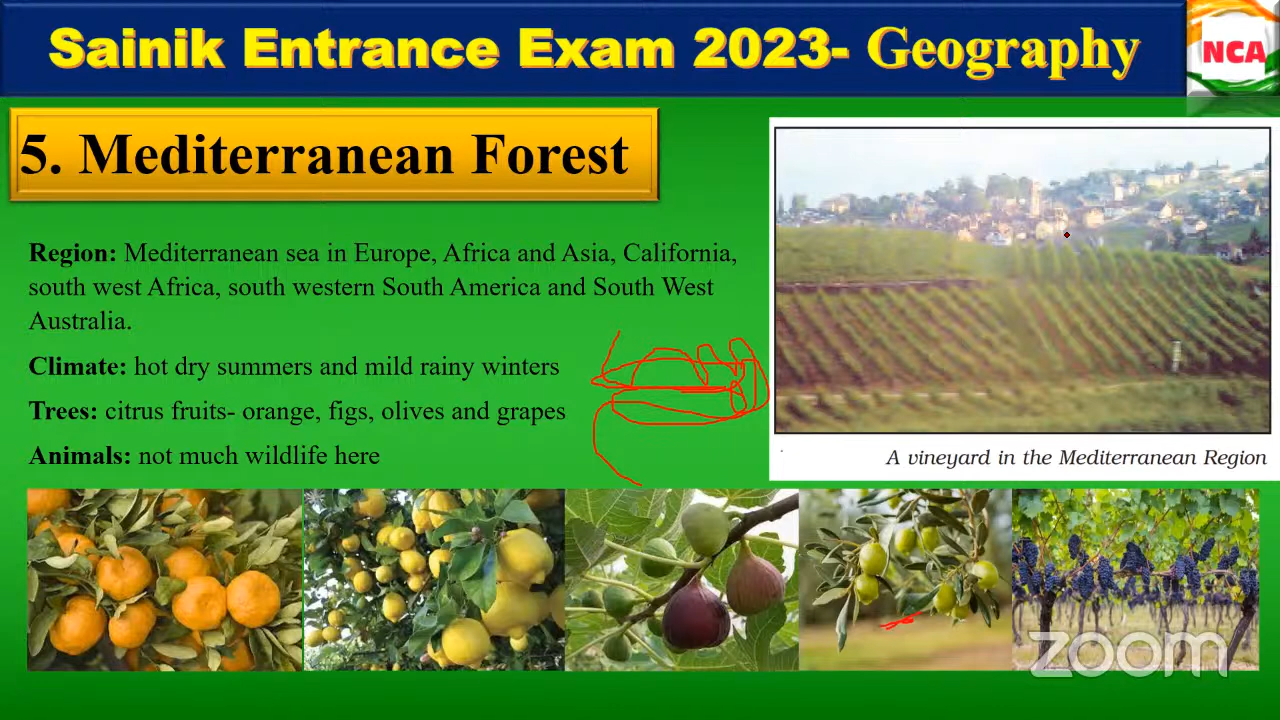 Sainik Entrance Exam 2023- Geography
NCA
5. Mediterranean Forest
Region: Mediterranean sea in Europe, Africa and Asia, California,
south west Africa, south western South America and South West
Australia.
Climate: hot dry summers and mild rainy winters
Trees: citrus fruits- orange, figs, olives and grapes
Animals: not much wildlife here
A vineyard in the Mediterranean Region
zoom